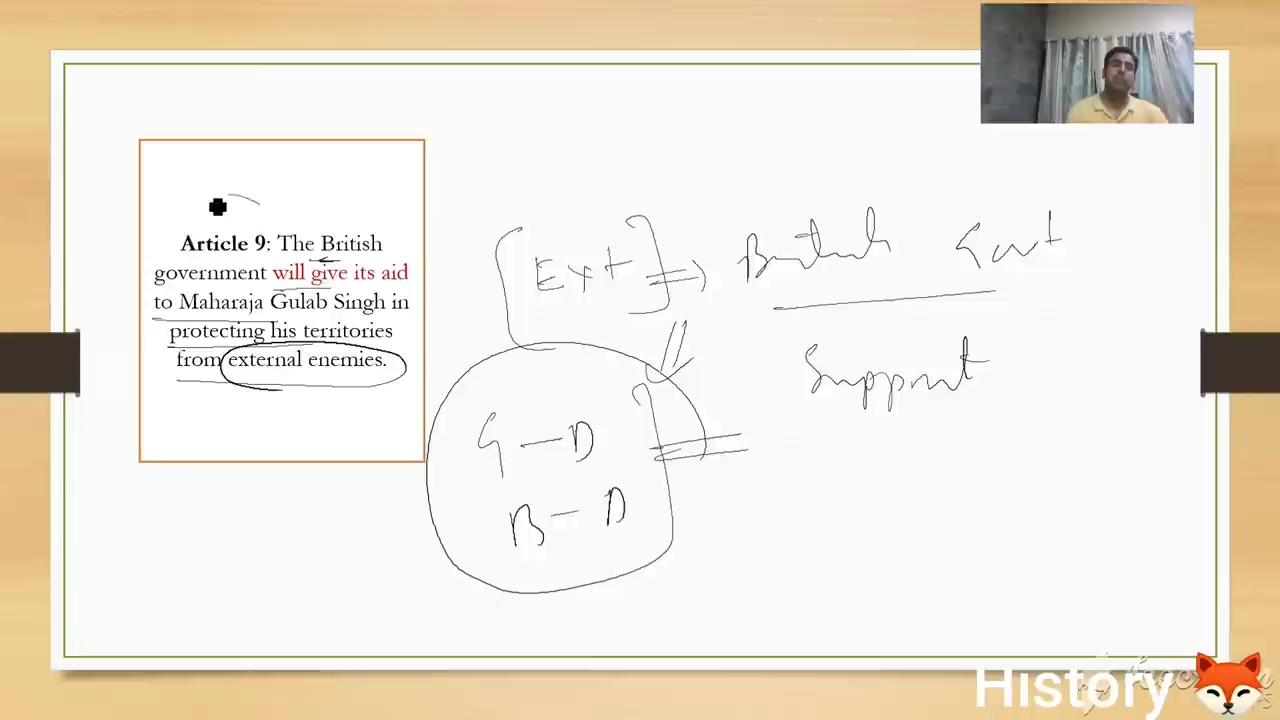 Article 9: The British
government will give its aid
to Maharaja Gulab Singh in
protecting his territories
from external enemies.
Ext
British Govt
Support
G - D
B - D
History